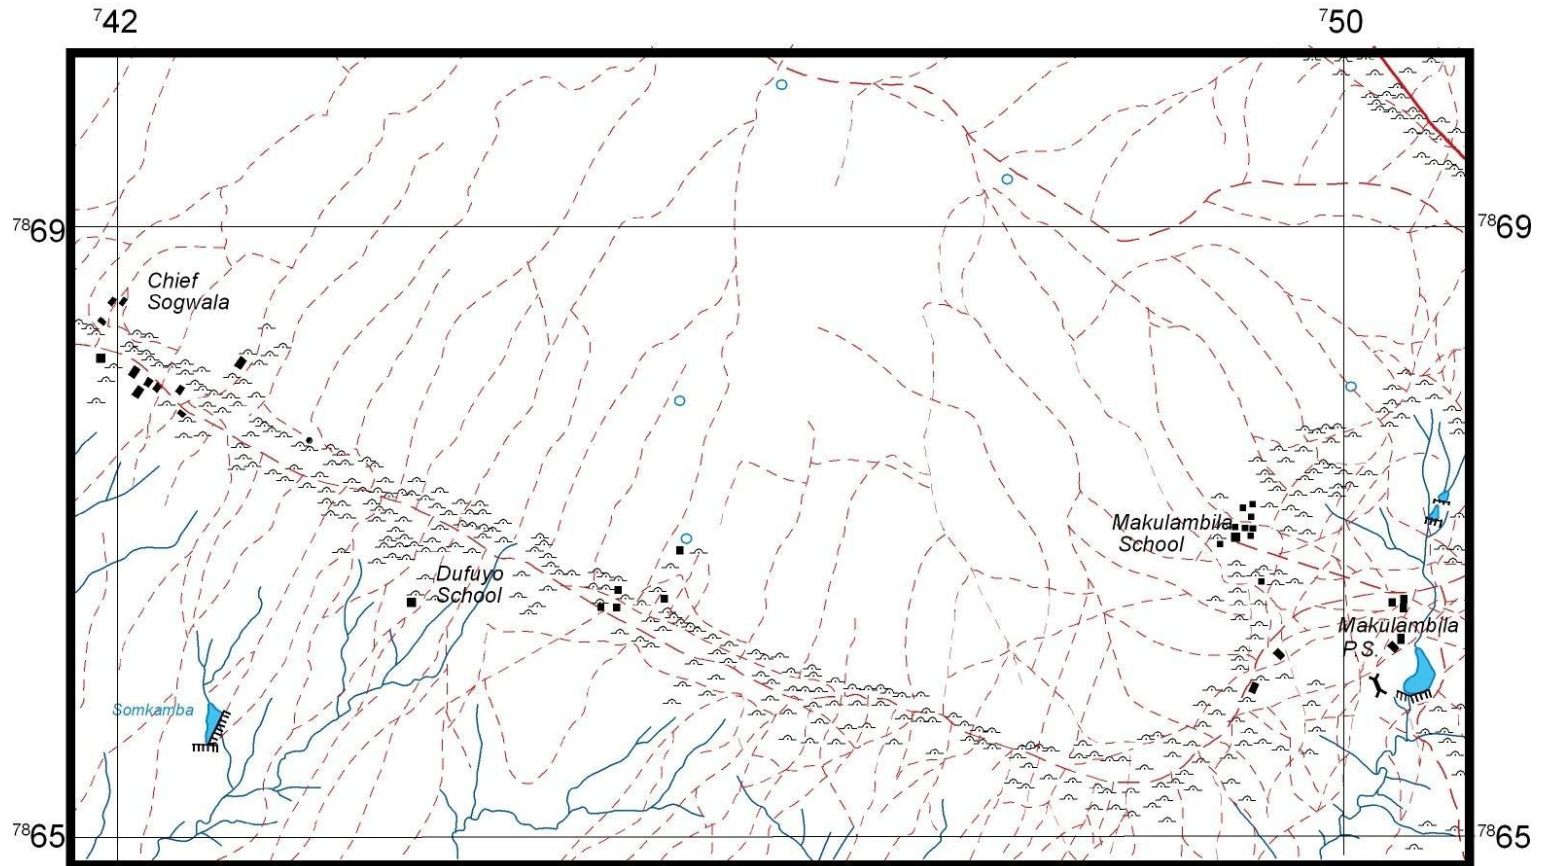 742
750
7869
7869
Chief
Sogwala
Makulambila
School
Dufuyo
School
Makulambila
P.S.
Somkamba
7865
7865